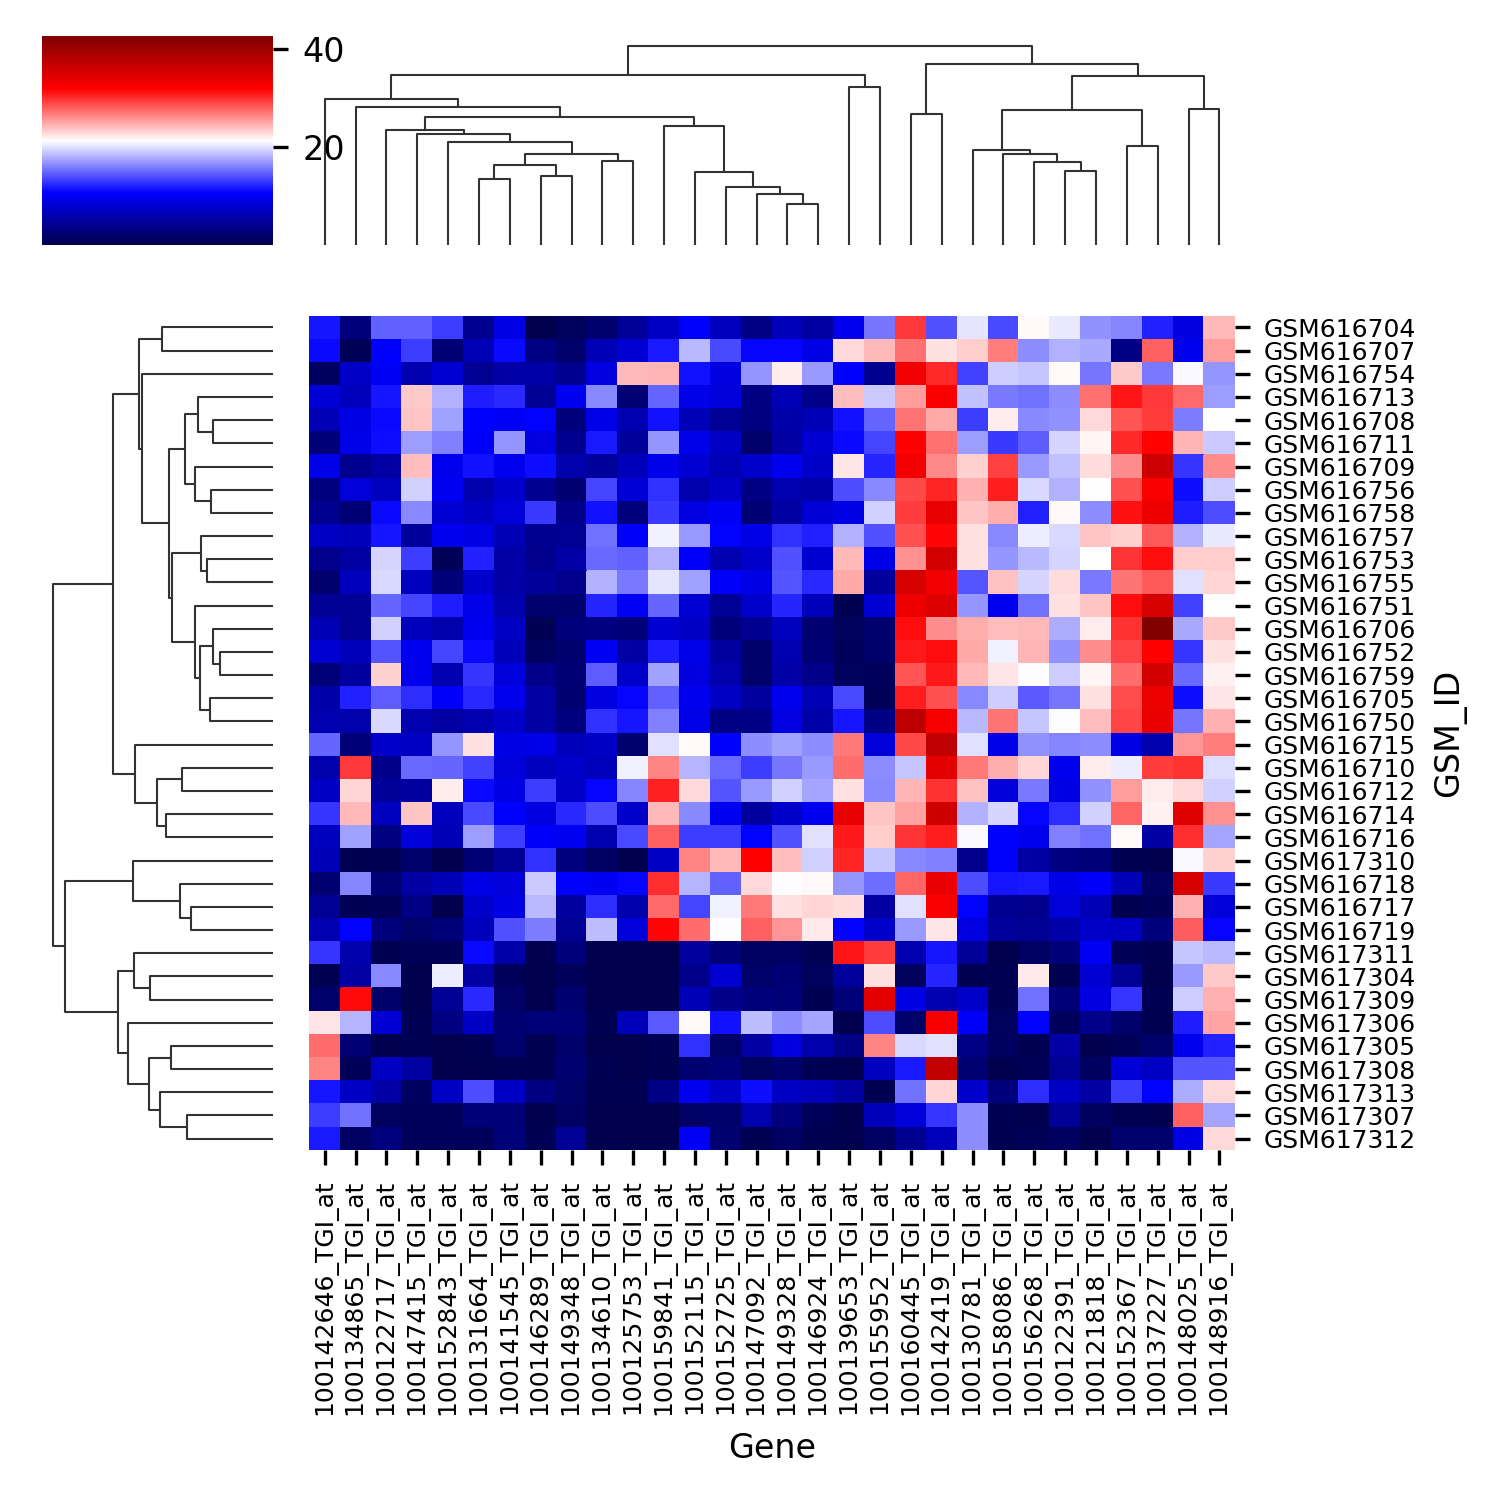 40
20
GSM616704
GSM616707
GSM616754
GSM616713
GSM616708
GSM616711
GSM616709
GSM616756
GSM616758
GSM616757
GSM616753
GSM616755
GSM616751
GSM616706
GSM616752
GSM616759
GSM616705
GSM616750
GSM616715
GSM616710
GSM616712
GSM616714
GSM616716
GSM617310
GSM616718
GSM616717
GSM616719
GSM617311
GSM617304
GSM617309
GSM617306
GSM617305
GSM617308
GSM617313
GSM617307
GSM617312
GSM_ID
100142646_TGI_at
100134865_TGI_at
100122717_TGI_at
100147415_TGI_at
100152843_TGI_at
100131664_TGI_at
100141545_TGI_at
100146289_TGI_at
100149348_TGI_at
100134610_TGI_at
100125753_TGI_at
100159841_TGI_at
100152115_TGI_at
100152725_TGI_at
100147092_TGI_at
100149328_TGI_at
100146924_TGI_at
100139653_TGI_at
100155952_TGI_at
100160445_TGI_at
100142419_TGI_at
100130781_TGI_at
100158086_TGI_at
100156268_TGI_at
100122391_TGI_at
100121818_TGI_at
100152367_TGI_at
100137227_TGI_at
100148025_TGI_at
100148916_TGI_at
Gene